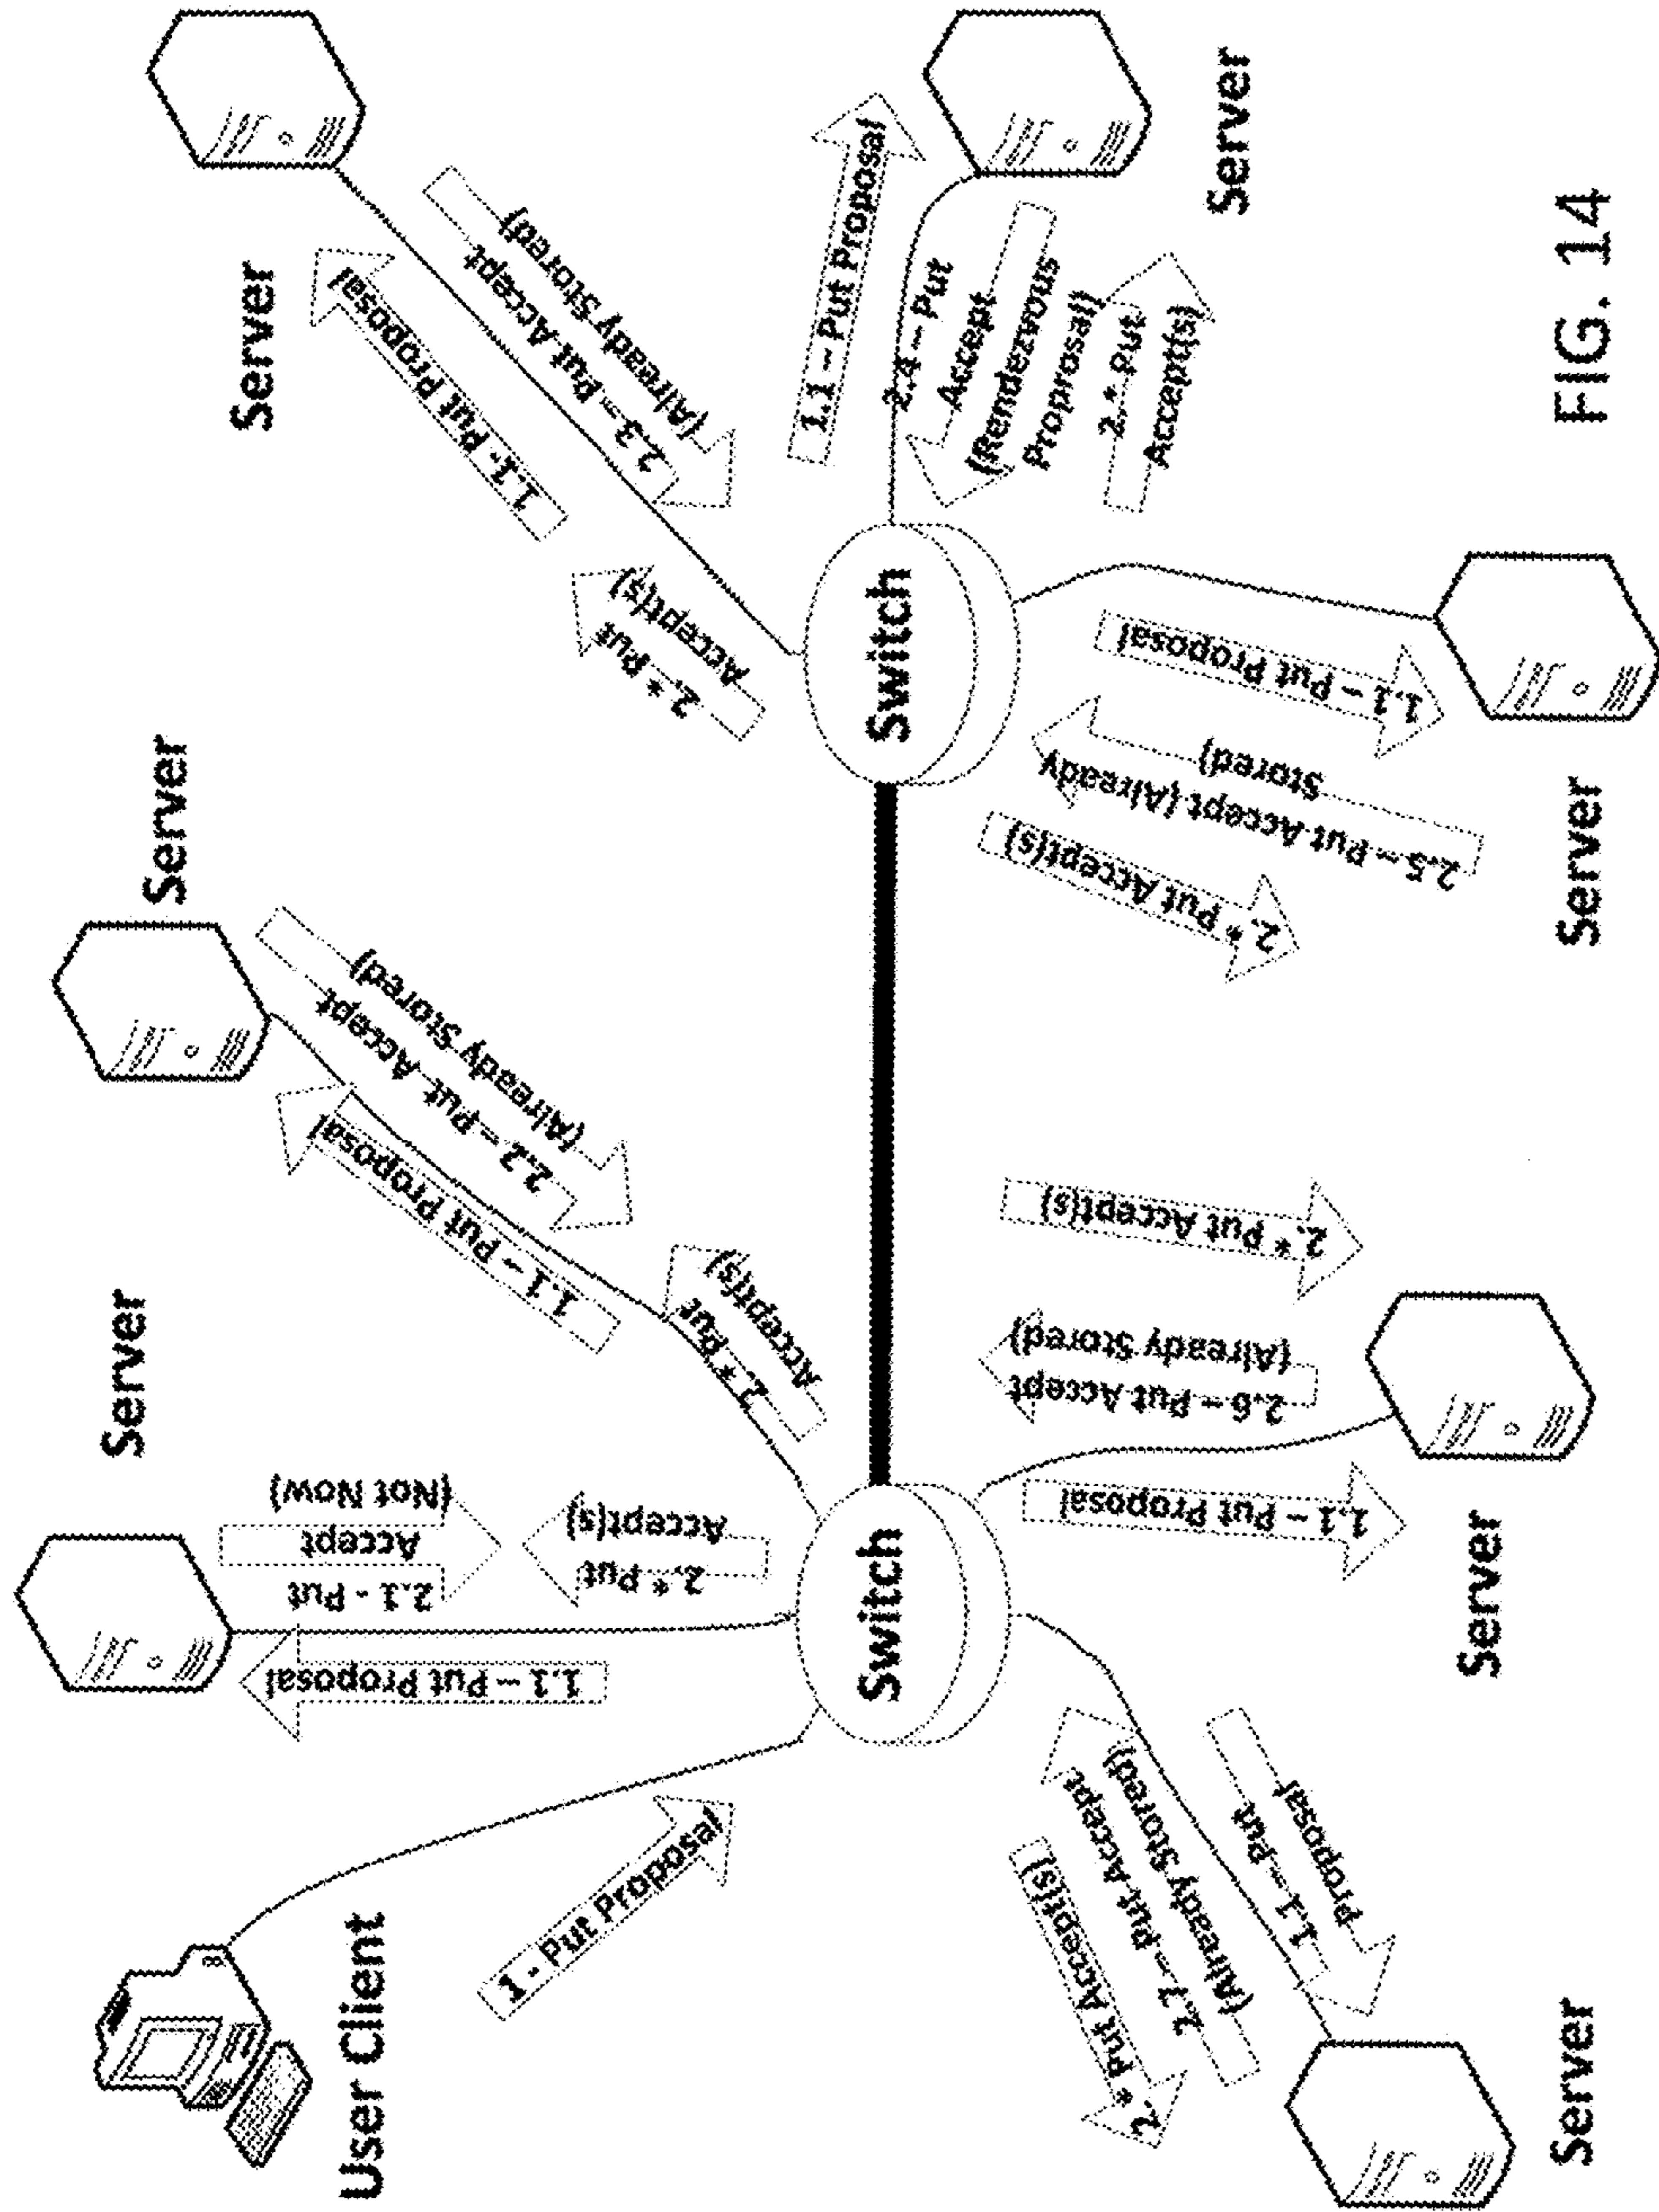 User Client
1 - Put Proposal
Server
1.1 – Put Proposal
2.1 - Put
Accept
(Not Now)
2.* Put
Accept(s)
Server
1.1 – Put Proposal
2.2 – Put Accept
(Already Stored)
2.* Put
Accept(s)
Server
1.1- Put Proposal
2.3 – Put Accept
(Already Stored)
2.* Put
Accept(s)
Switch
Switch
1.1 – Put Proposal
2.4 – Put
Accept
(Rendezvous
Proprosal)
2.* Put
Accept(s)
Server
1.1 – Put Proposal
2.5 – Put Accept (Already
Stored)
2.* Put Accept(s)
Server
2.* Put Accept(s)
2.6 – Put Accept
(Already Stored)
1.1 – Put Proposal
Server
2.* Put Accept(s)
2.7 – Put Accept
(Already Stored)
1.1 – Put
Proposal
Server
FIG. 14